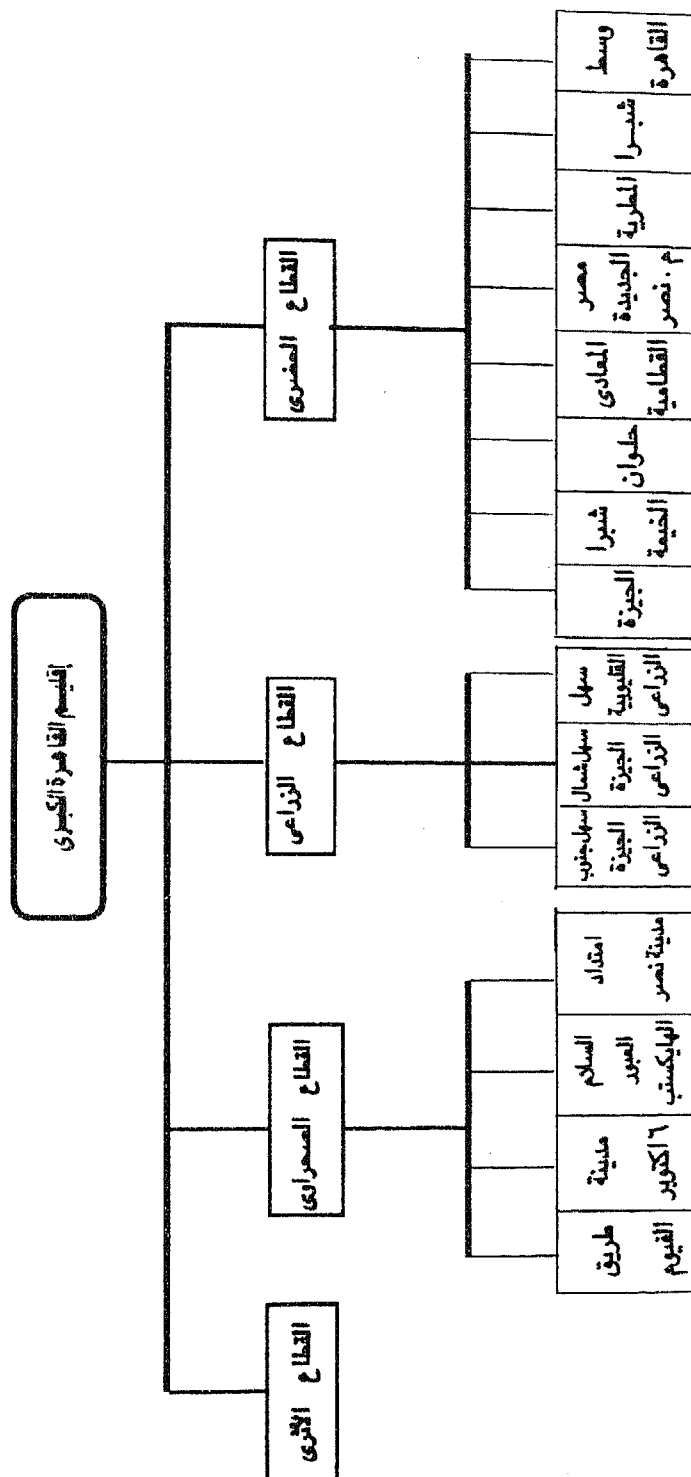 إقليم القاهرة الكبرى
القطاع
الحضرى
القطاع
الزراعى
القطاع
الصحراوى
القطاع
الأثرى
وسط
القاهرة
شبرا
المطرية
مصر
الجديدة
م. نصر
المعادى
القطامية
حلوان
شبرا
الخيمة
الجيزة
سهل
القليوبية
الزراعى
سهل شمال
الجيزة
الزراعى
سهل جنوب
الجيزة
الزراعى
امتداد
مدينة نصر
السلام
العبور
الهايكستب
مدينة
٦ اكتوبر
طريق
الفيوم